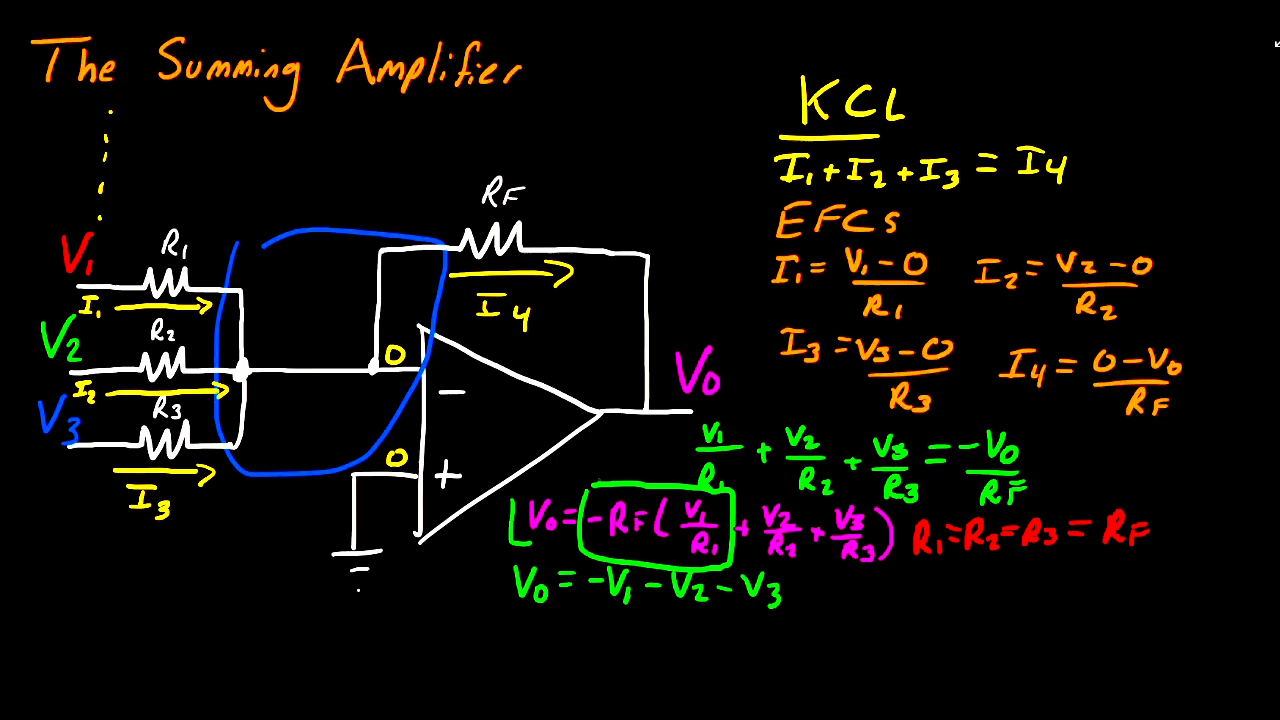 The Summing Amplifier
KCL
I1 + I2 + I3 = I4
EFCs
I1 = V1 - 0 / R1
I2 = V2 - 0 / R2
I3 = V3 - 0 / R3
I4 = 0 - V0 / RF
V1 / R1 + V2 / R2 + V3 / R3 = -V0 / RF
V0 = -RF ( V1 / R1 + V2 / R2 + V3 / R3 )
R1 = R2 = R3 = RF
V0 = -V1 - V2 - V3
RF
I4
V1
R1
I1
V2
R2
I2
V3
R3
I3
0
-
0
+
V0